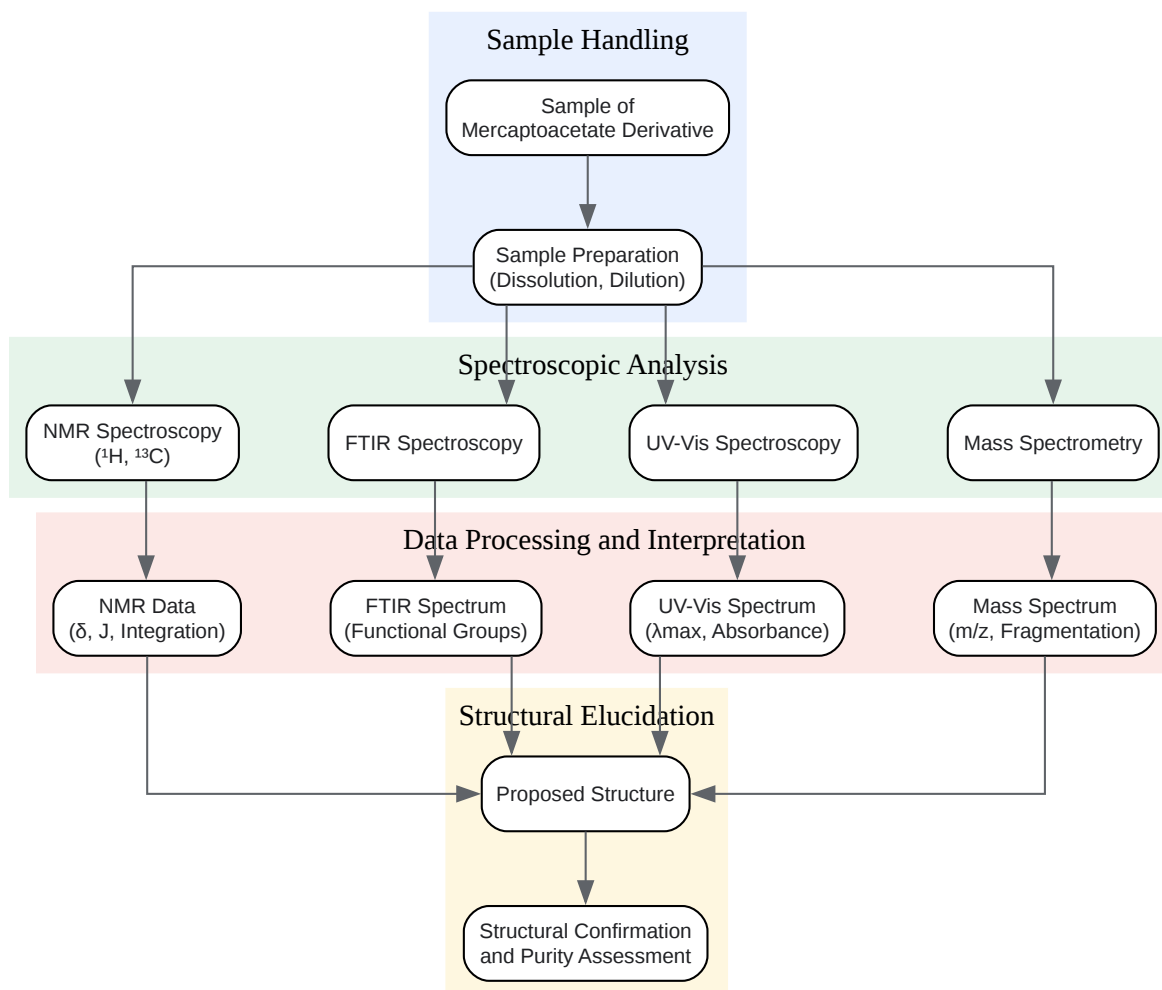 Sample Handling
Sample of
Mercaptoacetate Derivative
Sample Preparation
(Dissolution, Dilution)
Spectroscopic Analysis
NMR Spectroscopy
(¹H, ¹³C)
FTIR Spectroscopy
UV-Vis Spectroscopy
Mass Spectrometry
Data Processing and Interpretation
NMR Data
(δ, J, Integration)
FTIR Spectrum
(Functional Groups)
UV-Vis Spectrum
(λmax, Absorbance)
Mass Spectrum
(m/z, Fragmentation)
Structural Elucidation
Proposed Structure
Structural Confirmation
and Purity Assessment